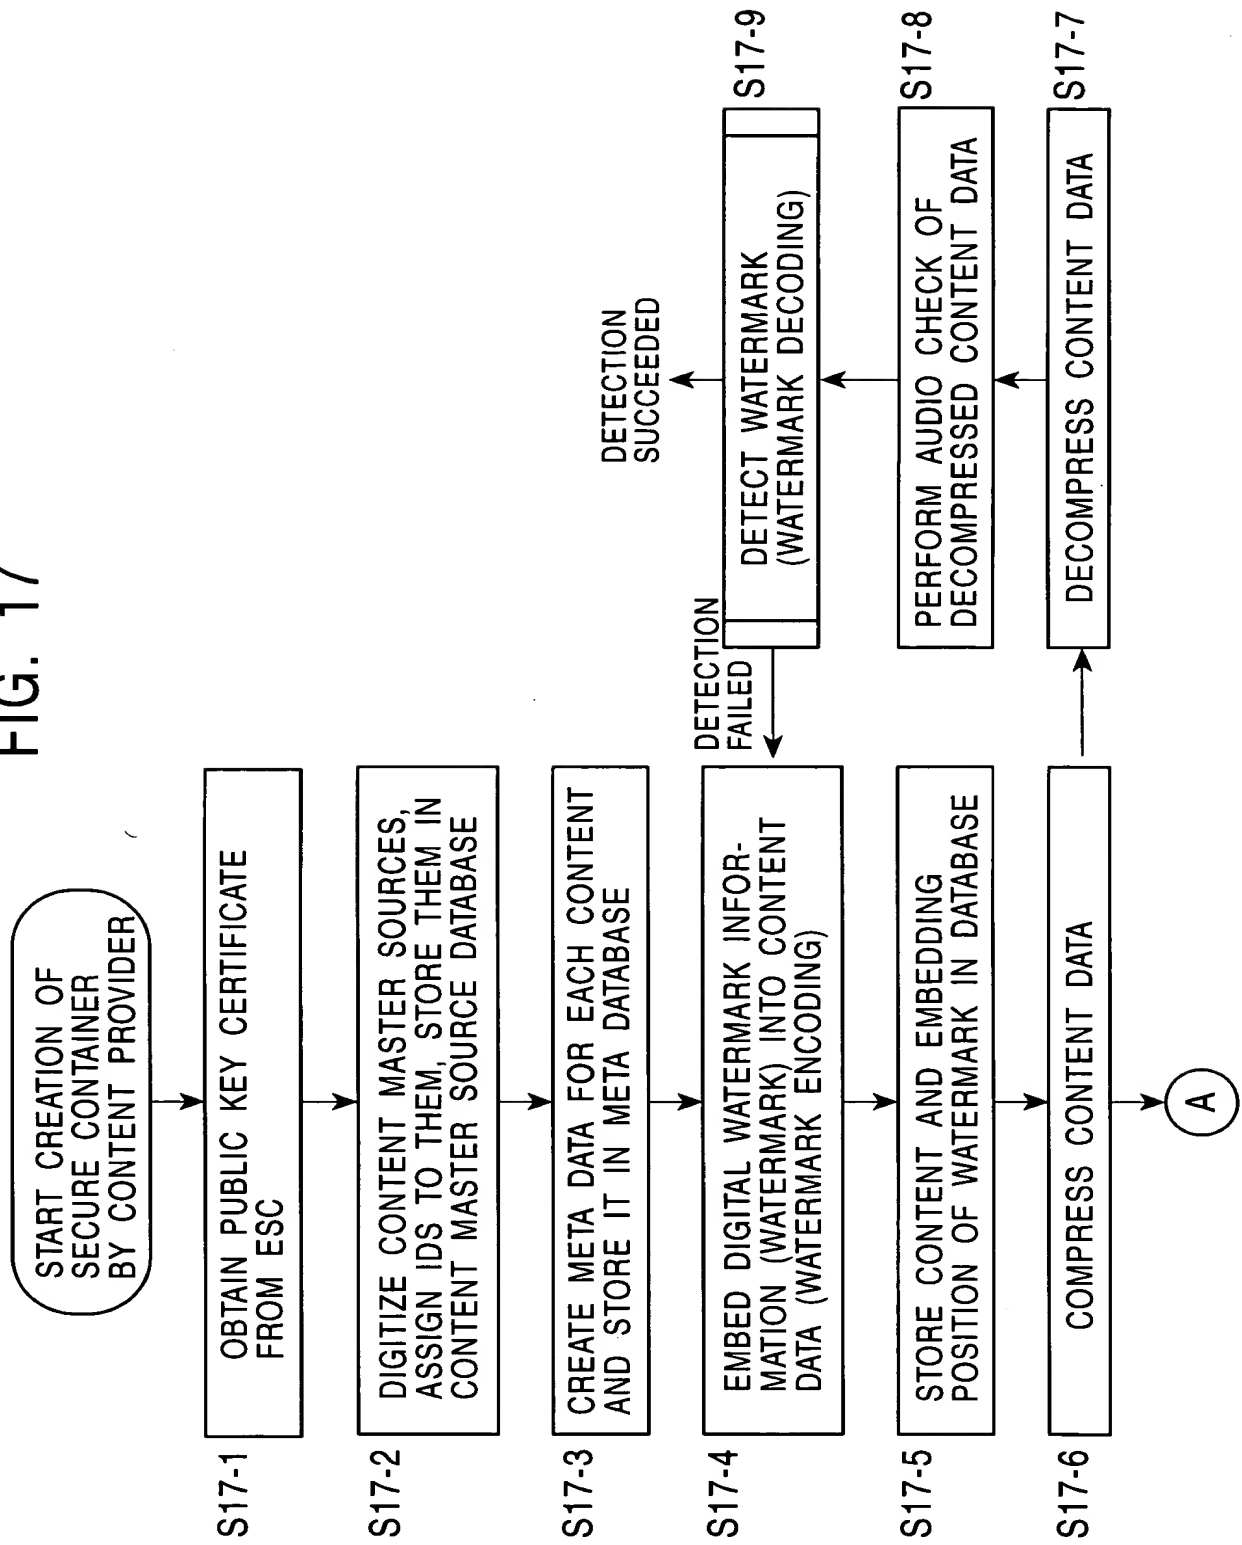 FIG. 17
START CREATION OF
SECURE CONTAINER
BY CONTENT PROVIDER
S17-1
OBTAIN PUBLIC KEY CERTIFICATE
FROM ESC
S17-2
DIGITIZE CONTENT MASTER SOURCES,
ASSIGN IDS TO THEM, STORE THEM IN
CONTENT MASTER SOURCE DATABASE
S17-3
CREATE META DATA FOR EACH CONTENT
AND STORE IT IN META DATABASE
S17-4
EMBED DIGITAL WATERMARK INFOR-
MATION (WATERMARK) INTO CONTENT
DATA (WATERMARK ENCODING)
S17-5
STORE CONTENT AND EMBEDDING
POSITION OF WATERMARK IN DATABASE
S17-6
COMPRESS CONTENT DATA
A
DETECTION
SUCCEEDED
DETECTION
FAILED
DETECT WATERMARK
(WATERMARK DECODING)
S17-9
PERFORM AUDIO CHECK OF
DECOMPRESSED CONTENT DATA
S17-8
DECOMPRESS CONTENT DATA
S17-7